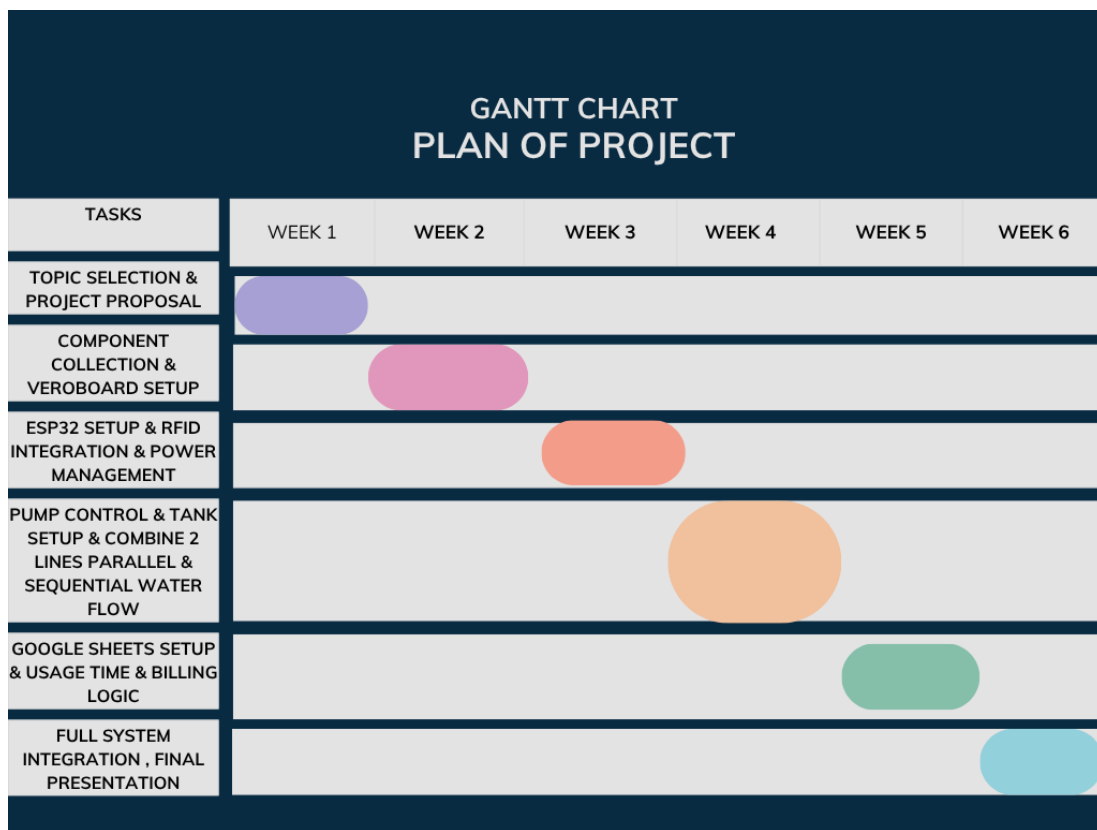 GANTT CHART
PLAN OF PROJECT
TASKS
WEEK 1
WEEK 2
WEEK 3
WEEK 4
WEEK 5
WEEK 6
TOPIC SELECTION &
PROJECT PROPOSAL
COMPONENT
COLLECTION &
VEROBOARD SETUP
ESP32 SETUP & RFID
INTEGRATION & POWER
MANAGEMENT
PUMP CONTROL & TANK
SETUP & COMBINE 2
LINES PARALLEL &
SEQUENTIAL WATER
FLOW
GOOGLE SHEETS SETUP
& USAGE TIME & BILLING
LOGIC
FULL SYSTEM
INTEGRATION , FINAL
PRESENTATION